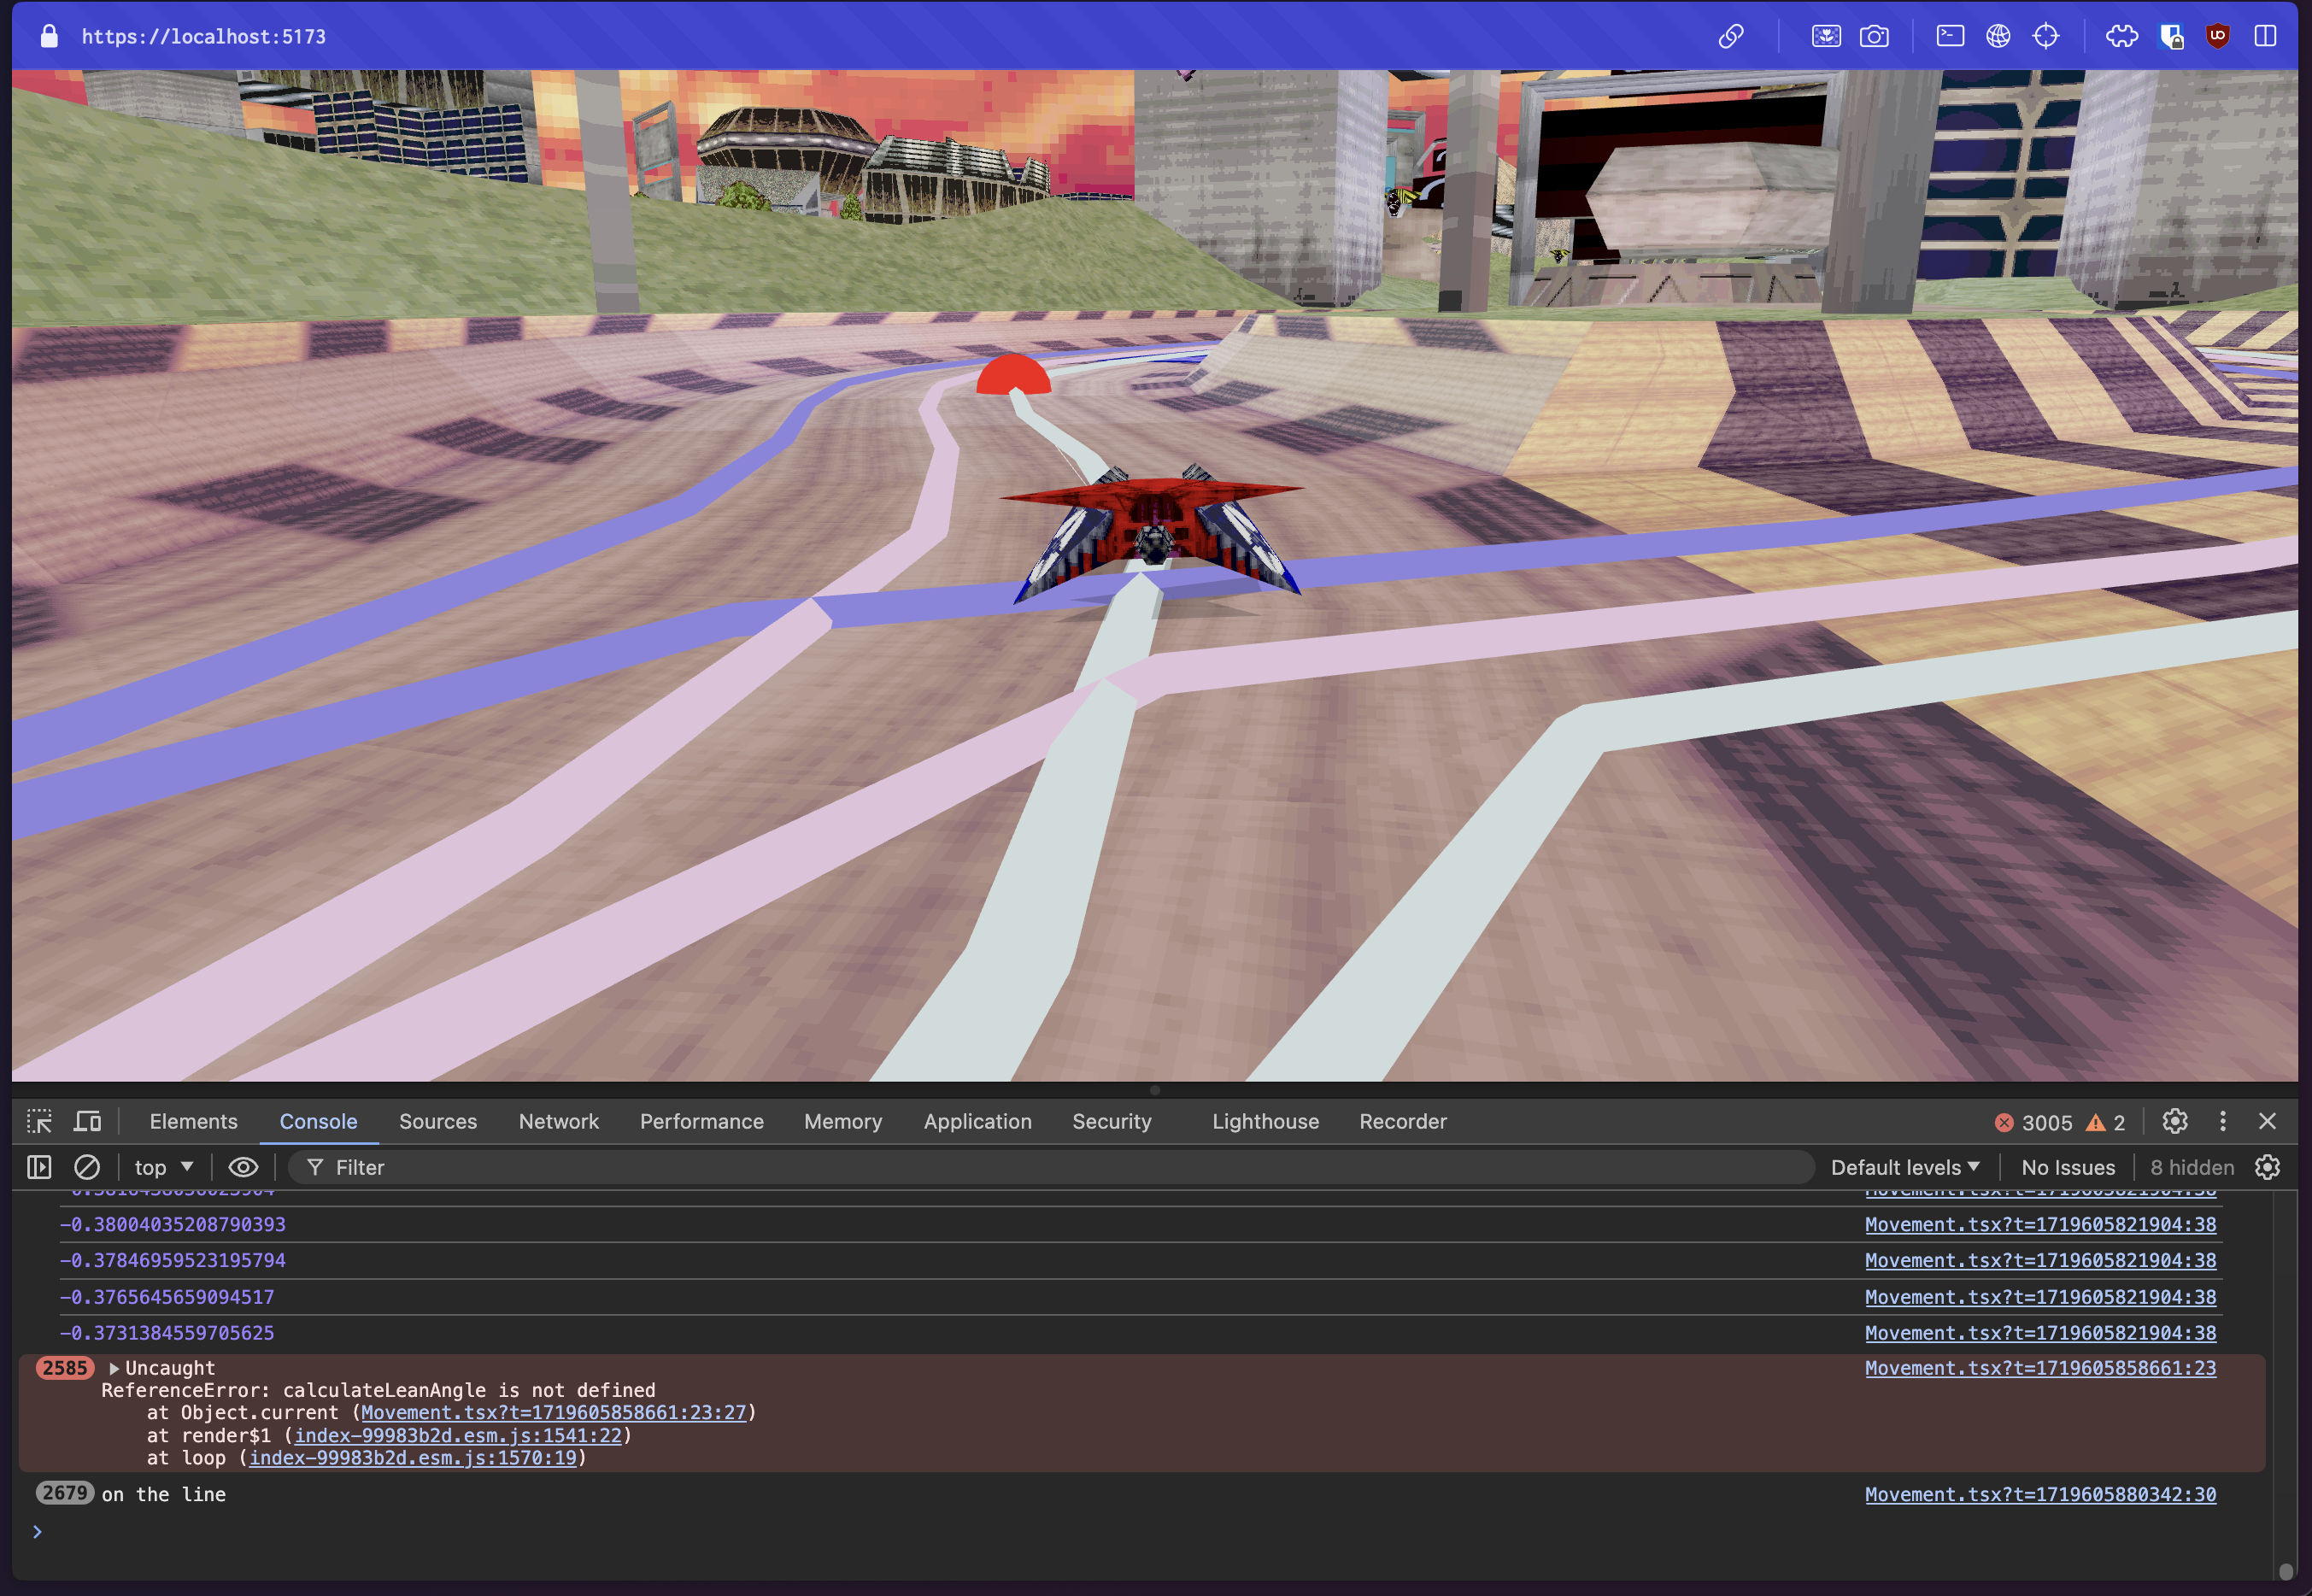 https://localhost:5173
Elements Console Sources Network Performance Memory Application Security Lighthouse Recorder 3005 2
top Filter Default levels No Issues 8 hidden
-0.38004035208790393 Movement.tsx?t=1719605821904:38
-0.37846959523195794 Movement.tsx?t=1719605821904:38
-0.3765645659094517 Movement.tsx?t=1719605821904:38
-0.3731384559705625 Movement.tsx?t=1719605821904:38
2585 Uncaught Movement.tsx?t=1719605858661:23
ReferenceError: calculateLeanAngle is not defined
at Object.current (Movement.tsx?t=1719605858661:23:27)
at render$1 (index-99983b2d.esm.js:1541:22)
at loop (index-99983b2d.esm.js:1570:19)
2679 on the line Movement.tsx?t=1719605880342:30